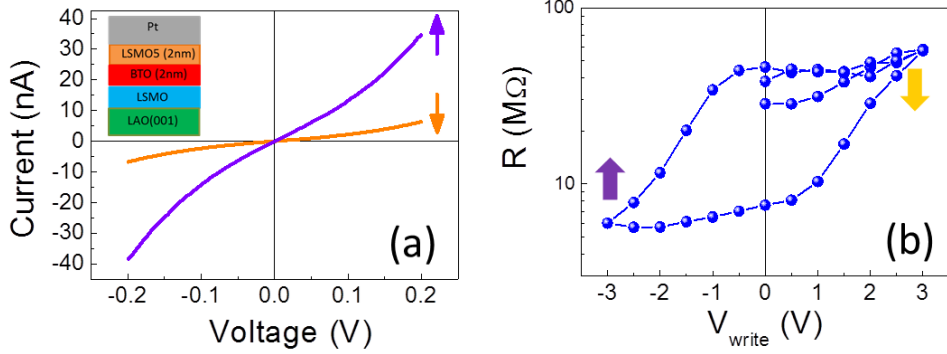 40
30
20
10
0
-10
-20
-30
-40
Current (nA)
Pt
LSMO5 (2nm)
BTO (2nm)
LSMO
LAO(001)
(a)
-0.2 -0.1 0.0 0.1 0.2
Voltage (V)
R (MΩ)
10
(b)
-3 -2 -1 0 1 2 3
Vwrite (V)